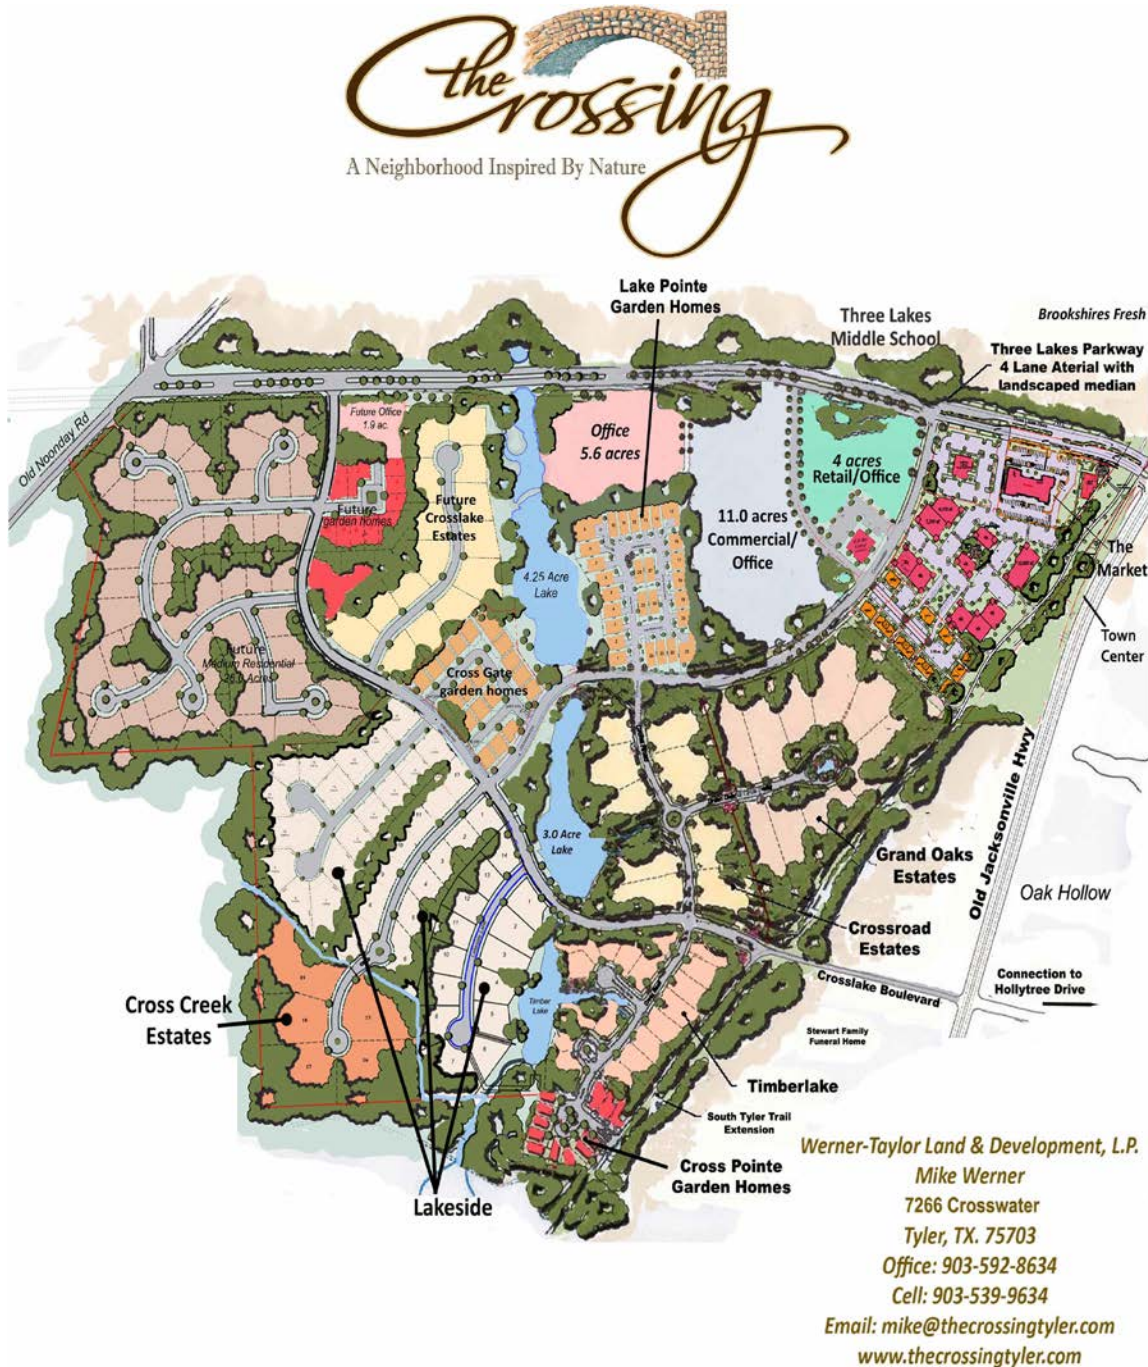 the
Crossing
A Neighborhood Inspired By Nature
Lake Pointe
Garden Homes
Three Lakes
Middle School
Brookshires Fresh
Three Lakes Parkway
4 Lane Aterial with
landscaped median
Old Noonday Rd
Future Office
1.9 ac.
Office
5.6 acres
4 acres
Retail/Office
Future
garden homes
Future
Crosslake
Estates
11.0 acres
Commercial/
Office
The
Market
4.25 Acre
Lake
Town
Center
Future
Medium Residential
Cross Gate
garden homes
Old Jacksonville Hwy
3.0 Acre
Lake
Grand Oaks
Estates
Oak Hollow
Crossroad
Estates
Crosslake Boulevard
Connection to
Hollytree Drive
Cross Creek
Estates
Timber
Lake
Stewart Family
Funeral Home
Timberlake
South Tyler Trail
Extension
Cross Pointe
Garden Homes
Lakeside
Werner-Taylor Land & Development, L.P.
Mike Werner
7266 Crosswater
Tyler, TX. 75703
Office: 903-592-8634
Cell: 903-539-9634
Email: mike@thecrossingtyler.com
www.thecrossingtyler.com